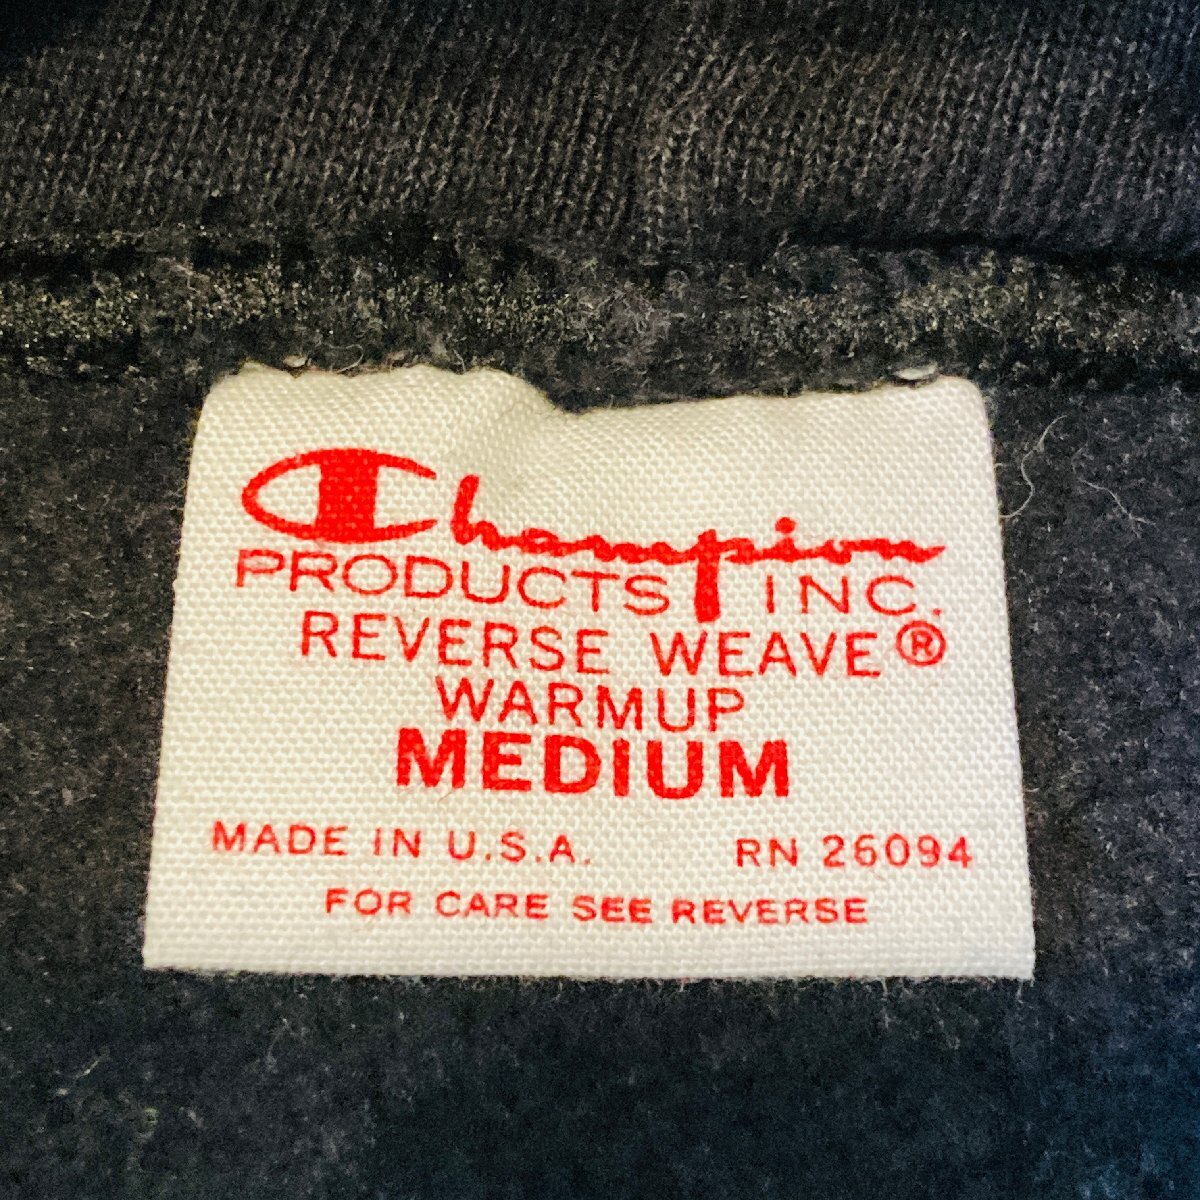 Champion
PRODUCTS INC.
REVERSE WEAVE®
WARMUP
MEDIUM
MADE IN U.S.A. RN 26094
FOR CARE SEE REVERSE